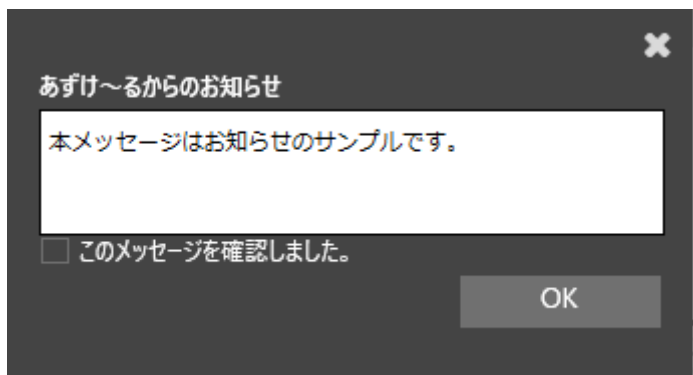 あずけ～るからのお知らせ
本メッセージはお知らせのサンプルです。
このメッセージを確認しました。
OK